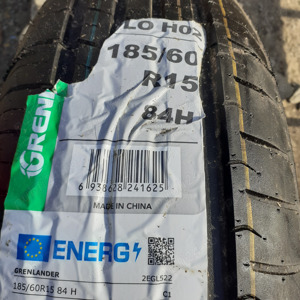 LO H02
185/60
R15
84H
GREN
6 938628 241625
MADE IN CHINA
ENERG
GRENLANDER
2EGL522
185/60R15 84 H
C1